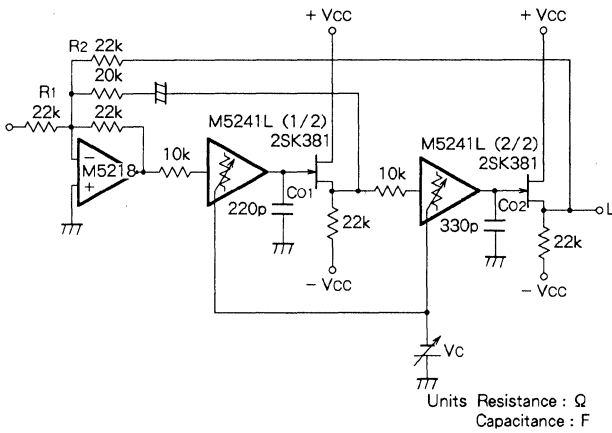 + VCC
+ VCC
R2 22k
20k
R1
22k
22k
M5241L (1/2)
2SK381
M5241L (2/2)
2SK381
−
M5218
+
10k
10k
CO1
220p
22k
− VCC
CO2
330p
L
22k
− VCC
VC
Units Resistance : Ω
Capacitance : F